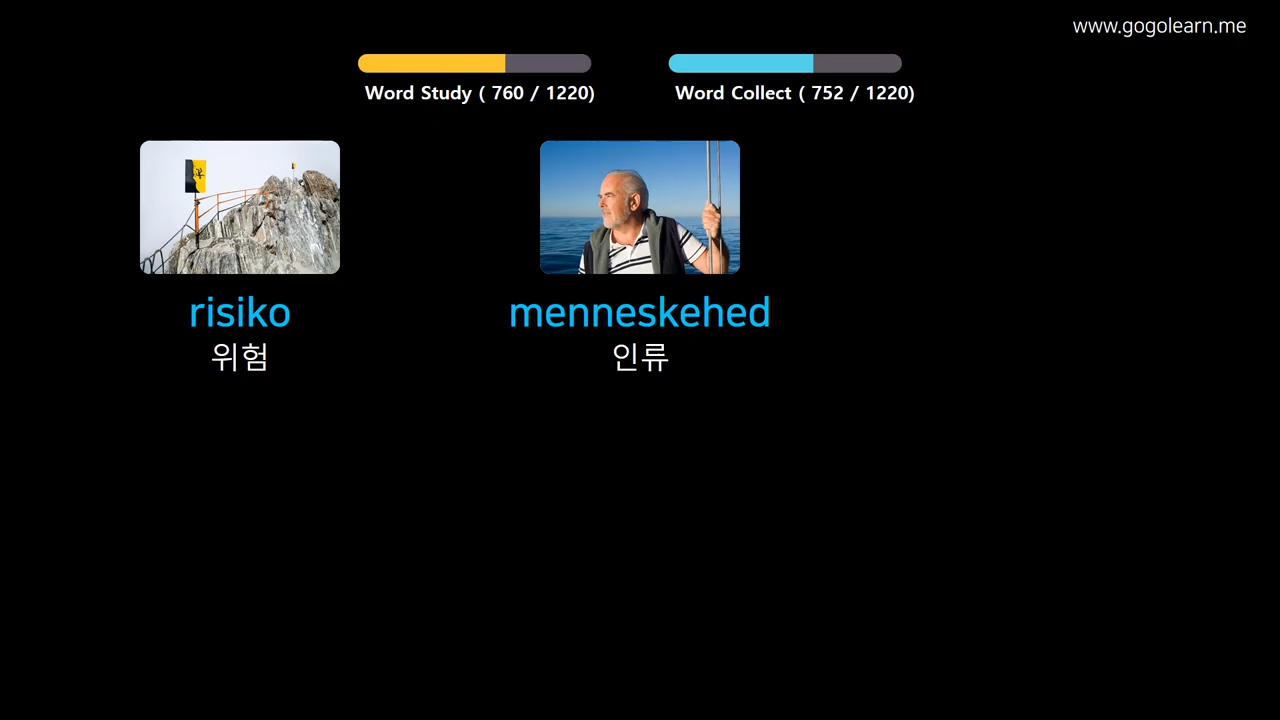 www.gogolearn.me
Word Study ( 760 / 1220)
Word Collect ( 752 / 1220)
risiko
위험
menneskehed
인류